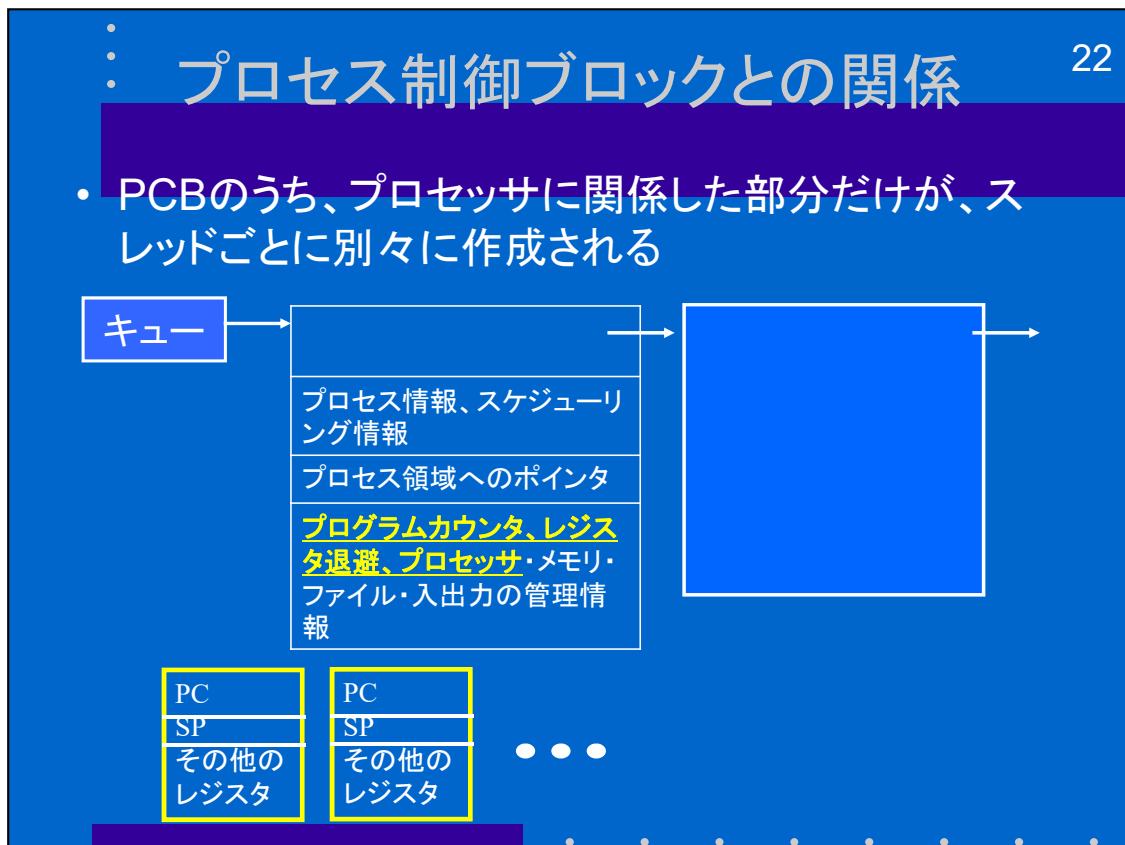 プロセス制御ブロックとの関係
22
• PCBのうち、プロセッサに関係した部分だけが、ス
レッドごとに別々に作成される
キュー
プロセス情報、スケジューリ
ング情報
プロセス領域へのポインタ
プログラムカウンタ、レジス
タ退避、プロセッサ・メモリ・
ファイル・入出力の管理情
報
PC
SP
その他の
レジスタ
PC
SP
その他の
レジスタ